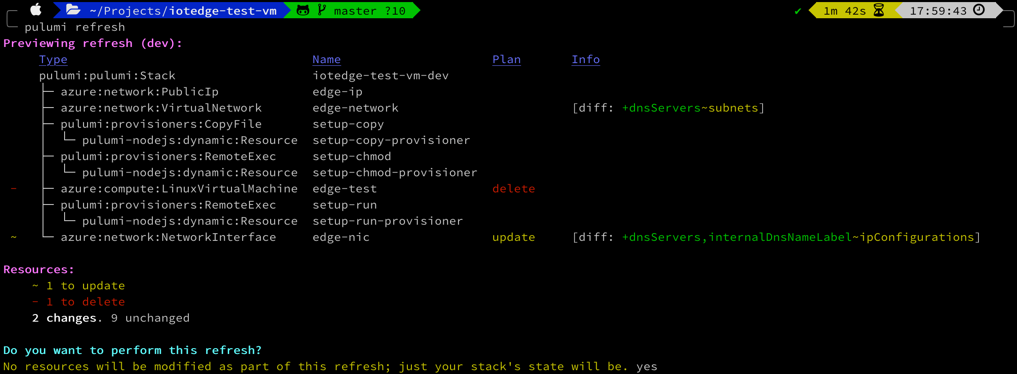 ~/Projects/iotedge-test-vm master ?10 ✔ 1m 42s 17:59:43
pulumi refresh
Previewing refresh (dev):
Type Name Plan Info
pulumi:pulumi:Stack iotedge-test-vm-dev
├─ azure:network:PublicIp edge-ip
├─ azure:network:VirtualNetwork edge-network [diff: +dnsServers~subnets]
├─ pulumi:provisioners:CopyFile setup-copy
│ └─ pulumi-nodejs:dynamic:Resource setup-copy-provisioner
├─ pulumi:provisioners:RemoteExec setup-chmod
│ └─ pulumi-nodejs:dynamic:Resource setup-chmod-provisioner
- ├─ azure:compute:LinuxVirtualMachine edge-test delete
├─ pulumi:provisioners:RemoteExec setup-run
│ └─ pulumi-nodejs:dynamic:Resource setup-run-provisioner
~ └─ azure:network:NetworkInterface edge-nic update [diff: +dnsServers,internalDnsNameLabel~ipConfigurations]
Resources:
~ 1 to update
- 1 to delete
2 changes. 9 unchanged
Do you want to perform this refresh?
No resources will be modified as part of this refresh; just your stack's state will be. yes